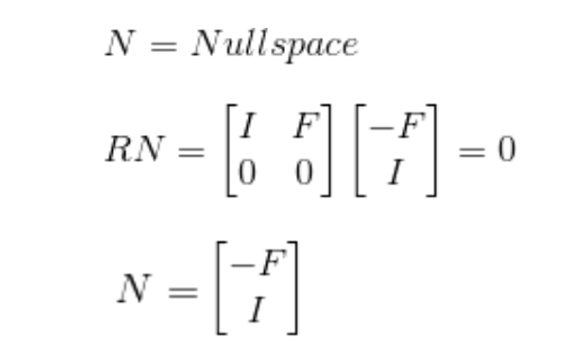 N = Nullspace
RN = [I F 0 0] [−F I] = 0
N = [−F I]